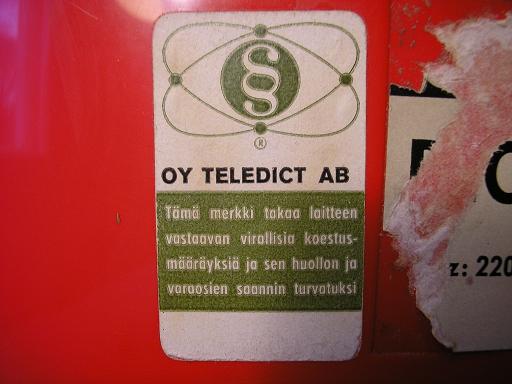 §
®
OY TELEDICT AB
Tämä merkki takaa laitteen
vastaavan virallisia koestus-
määräyksiä ja sen huollon ja
varaosien saannin turvatuksi
z: 220